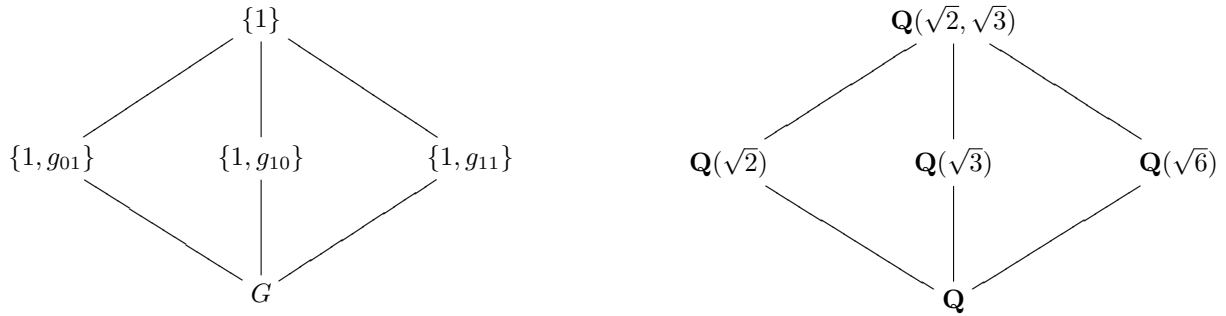 {1} 𝐐(√2, √3)
{1, g₀₁} {1, g₁₀} {1, g₁₁} 𝐐(√2) 𝐐(√3) 𝐐(√6)
G 𝐐